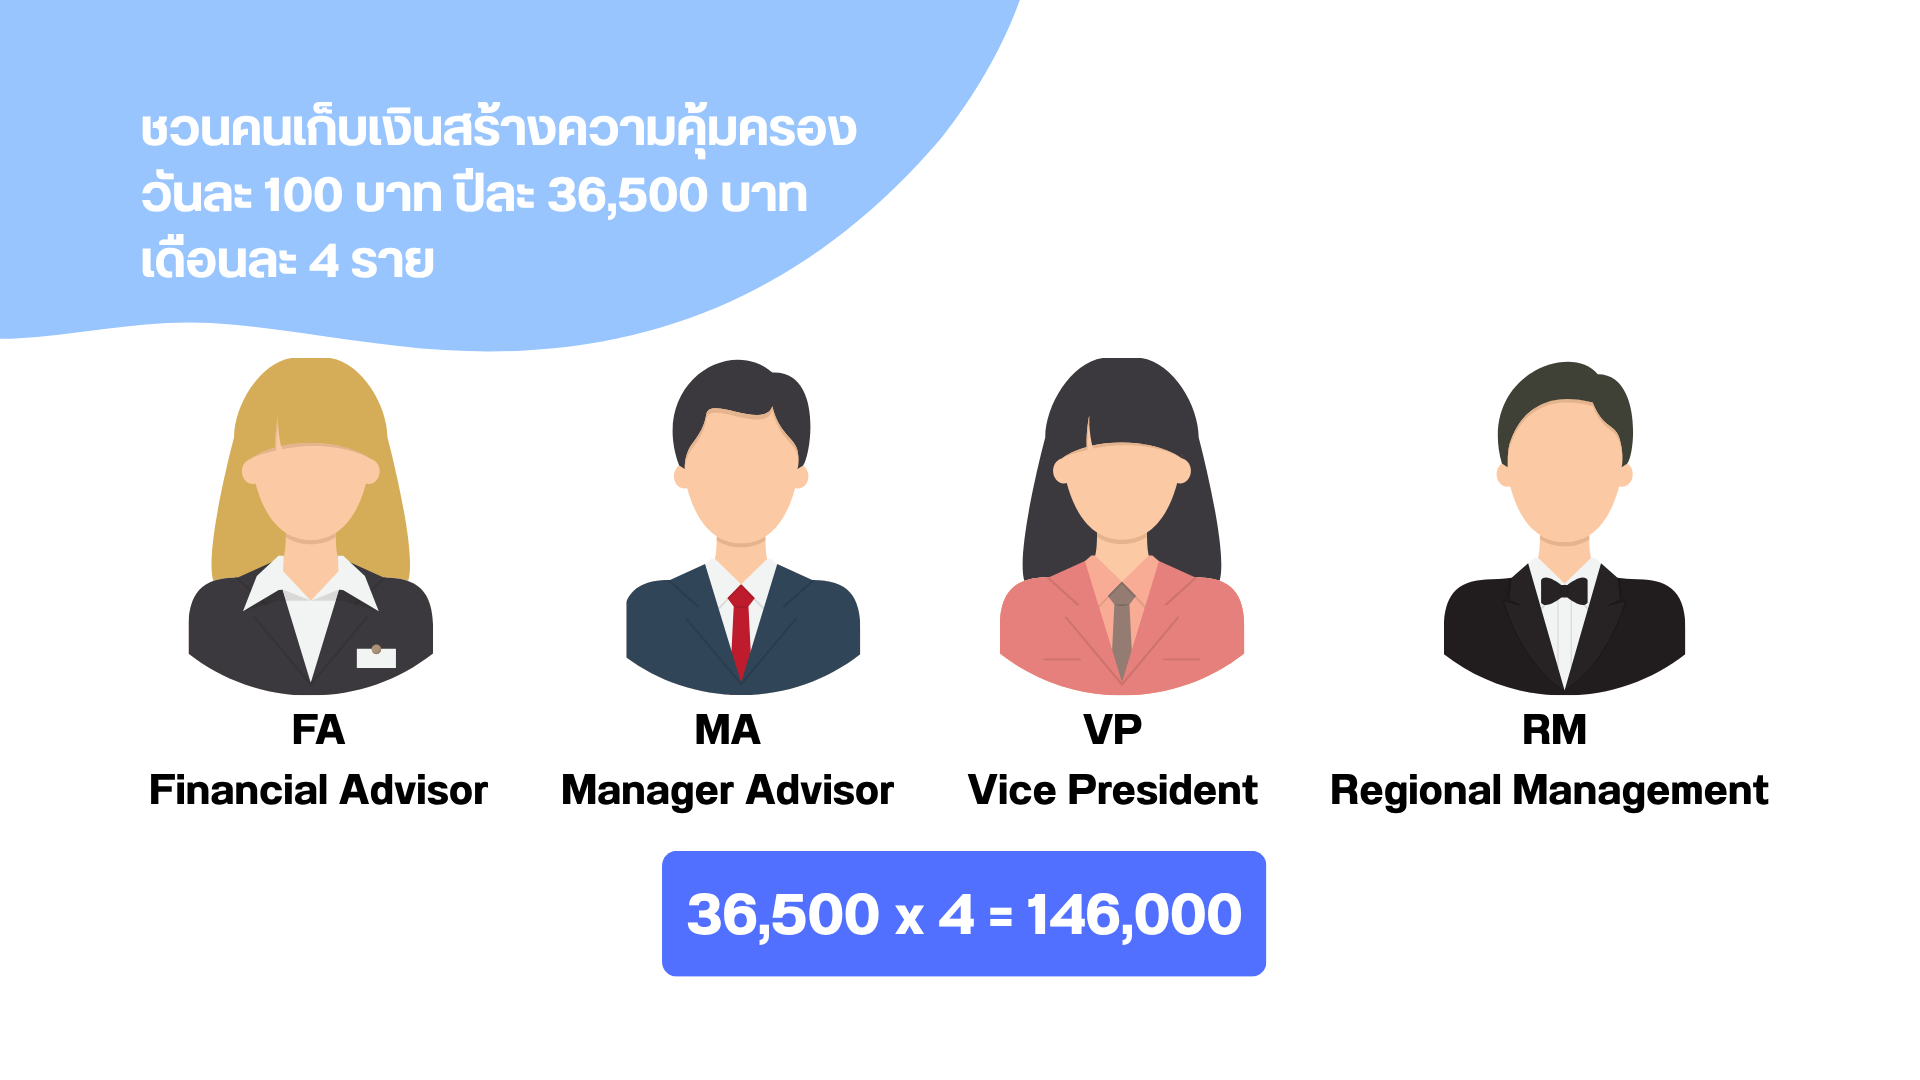 ชวนคนเก็บเงินสร้างความคุ้มครอง
วันละ 100 บาท ปีละ 36,500 บาท
เดือนละ 4 ราย
FA
Financial Advisor
MA
Manager Advisor
VP
Vice President
RM
Regional Management
36,500 x 4 = 146,000